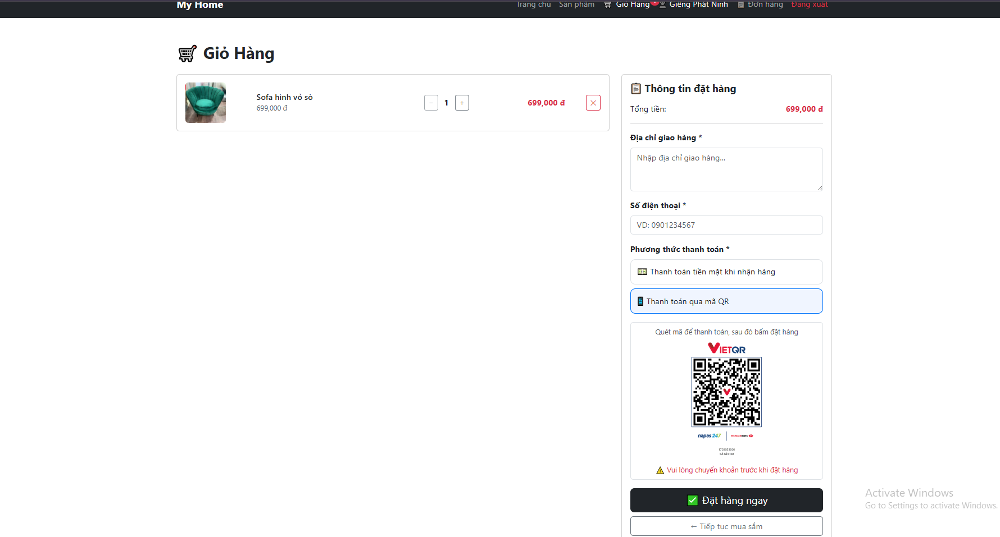 My Home
Trang chủ Sản phẩm Giỏ Hàng Giêng Phát Ninh Đơn hàng Đăng xuất
Giỏ Hàng
Sofa hình vỏ sò
699,000 đ
− 1 +
699,000 đ
Thông tin đặt hàng
Tổng tiền: 699,000 đ
Địa chỉ giao hàng *
Nhập địa chỉ giao hàng...
Số điện thoại *
VD: 0901234567
Phương thức thanh toán *
Thanh toán tiền mặt khi nhận hàng
Thanh toán qua mã QR
Quét mã để thanh toán, sau đó bấm đặt hàng
VIETQR
napas 247 TECHCOMBANK
Số tiền: 0đ
Vui lòng chuyển khoản trước khi đặt hàng
Đặt hàng ngay
← Tiếp tục mua sắm
Activate Windows
Go to Settings to activate Windows.